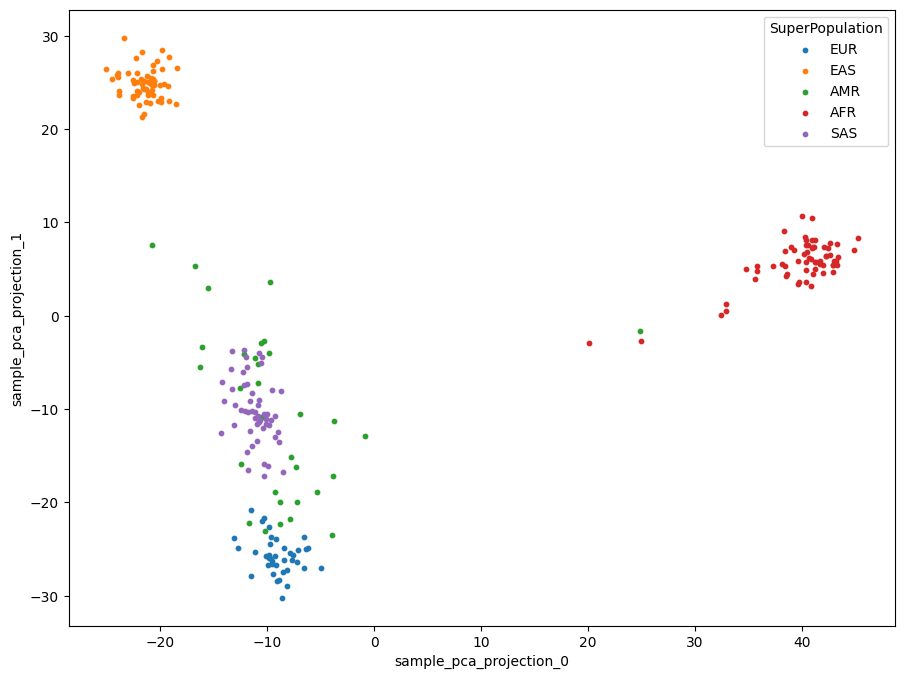 SuperPopulation
EUR
EAS
AMR
AFR
SAS
sample_pca_projection_1
30
20
10
0
−10
−20
−30
−20
−10
0
10
20
30
40
sample_pca_projection_0